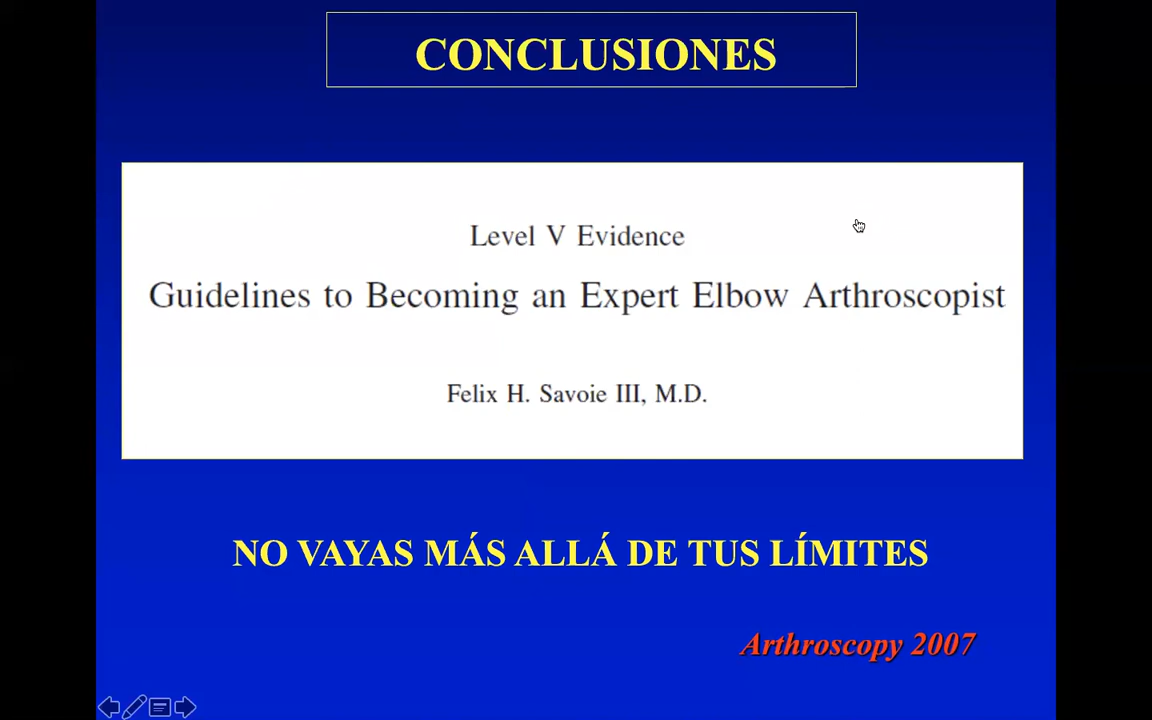 CONCLUSIONES
Level V Evidence
Guidelines to Becoming an Expert Elbow Arthroscopist
Felix H. Savoie III, M.D.
NO VAYAS MÁS ALLÁ DE TUS LÍMITES
Arthroscopy 2007